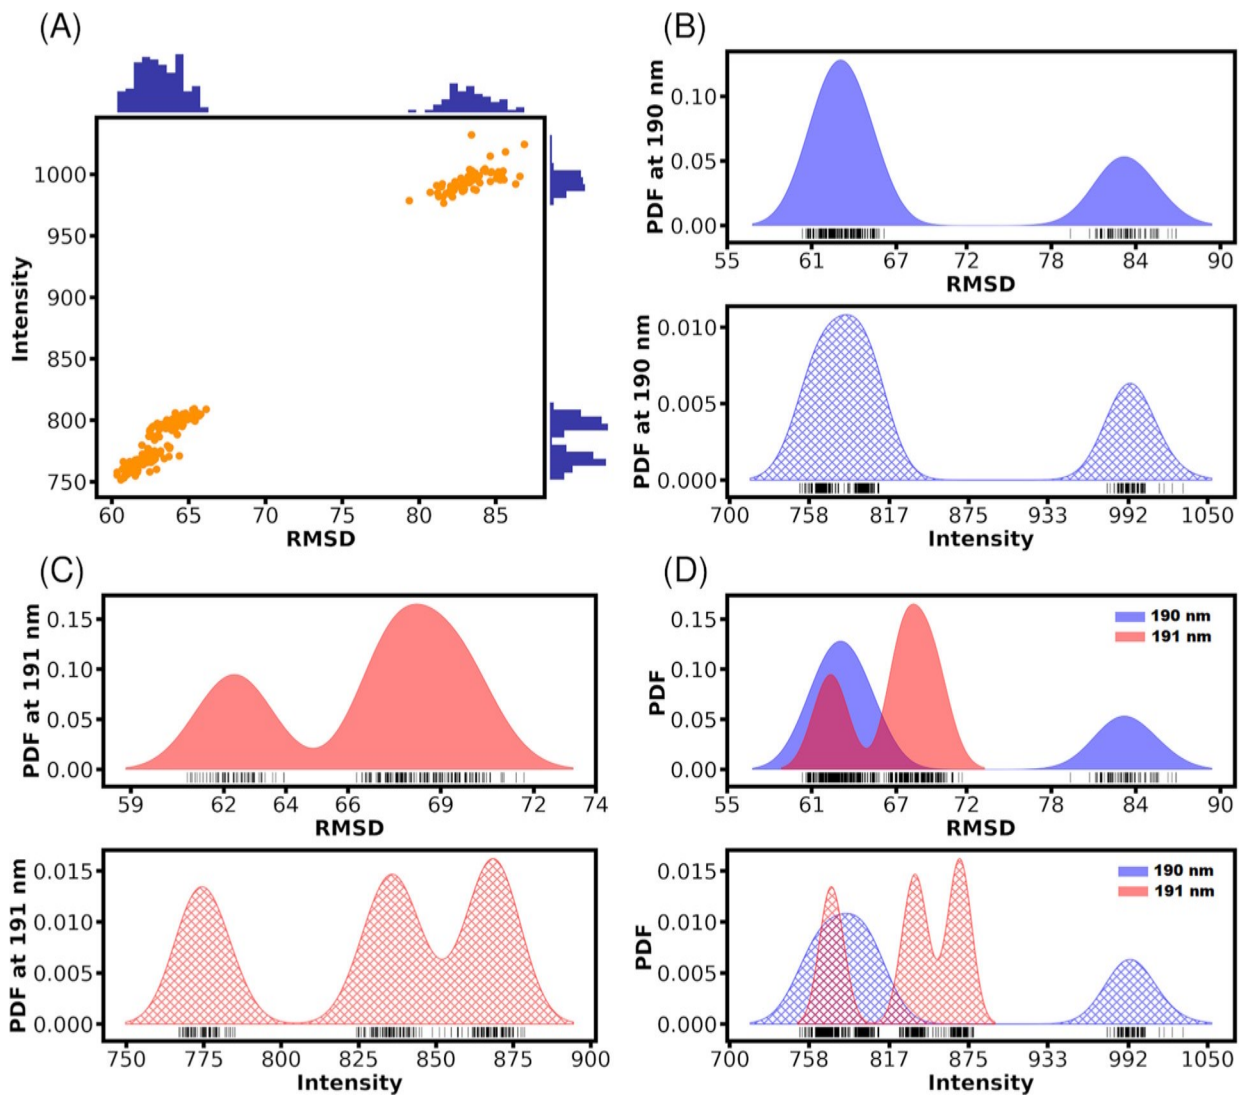 (A)
1000
950
900
850
800
750
Intensity
60 65 70 75 80 85
RMSD
(B)
0.10
0.05
0.00
PDF at 190 nm
55 61 67 72 78 84 90
RMSD
0.010
0.005
0.000
PDF at 190 nm
700 758 817 875 933 992 1050
Intensity
(C)
0.15
0.10
0.05
0.00
PDF at 191 nm
59 62 64 66 69 72 74
RMSD
0.015
0.010
0.005
0.000
PDF at 191 nm
750 775 800 825 850 875 900
Intensity
(D)
0.15
0.10
0.05
0.00
PDF
190 nm
191 nm
55 61 67 72 78 84 90
RMSD
0.015
0.010
0.005
0.000
PDF
190 nm
191 nm
700 758 817 875 933 992 1050
Intensity